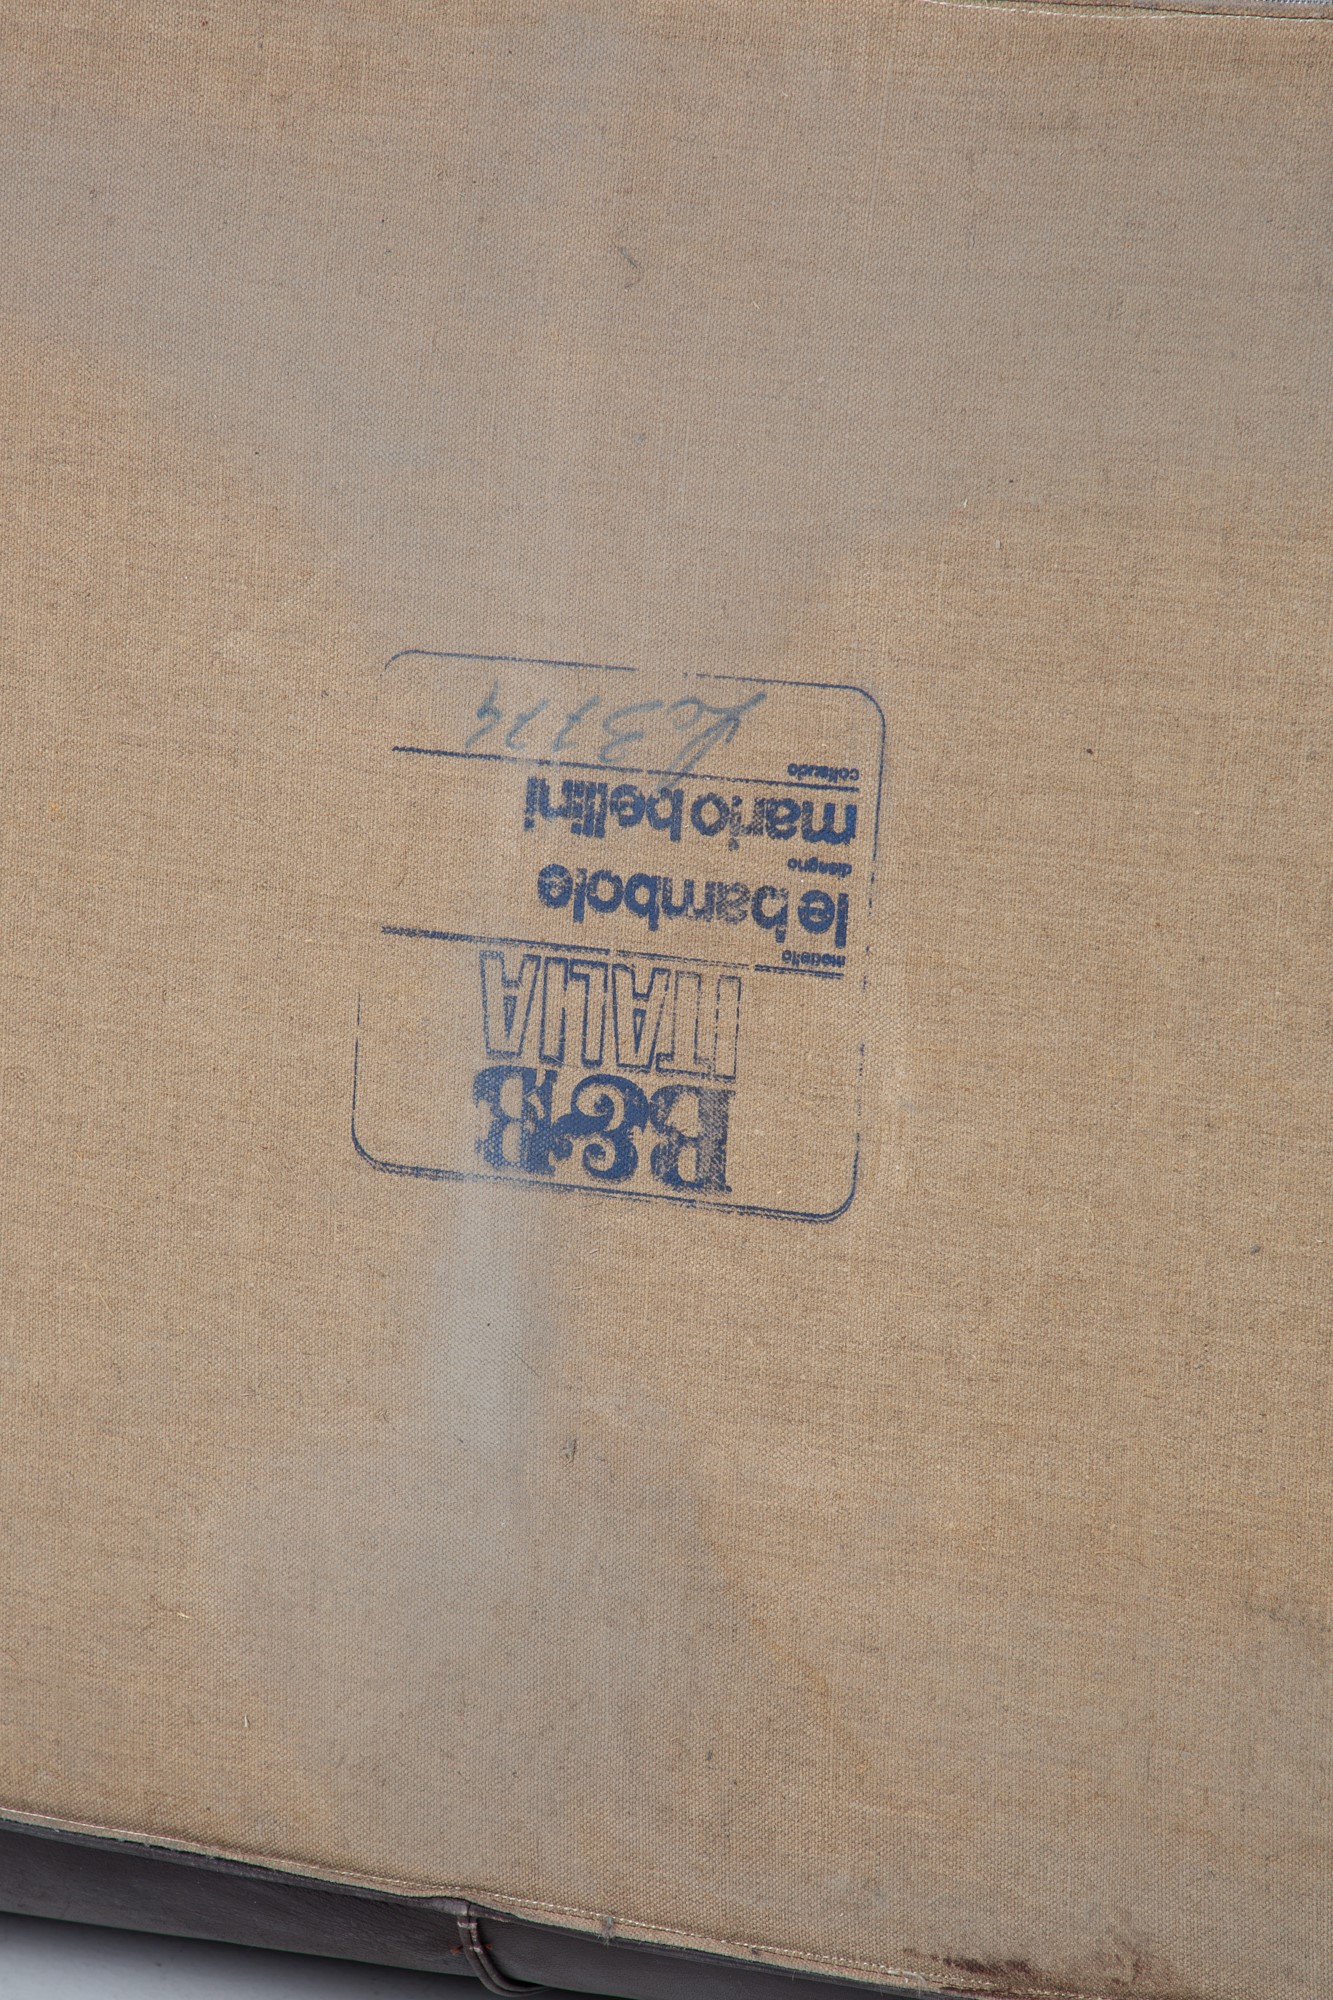 B&B
ITALIA
modello
le bambole
disegno
mario bellini
collaudo